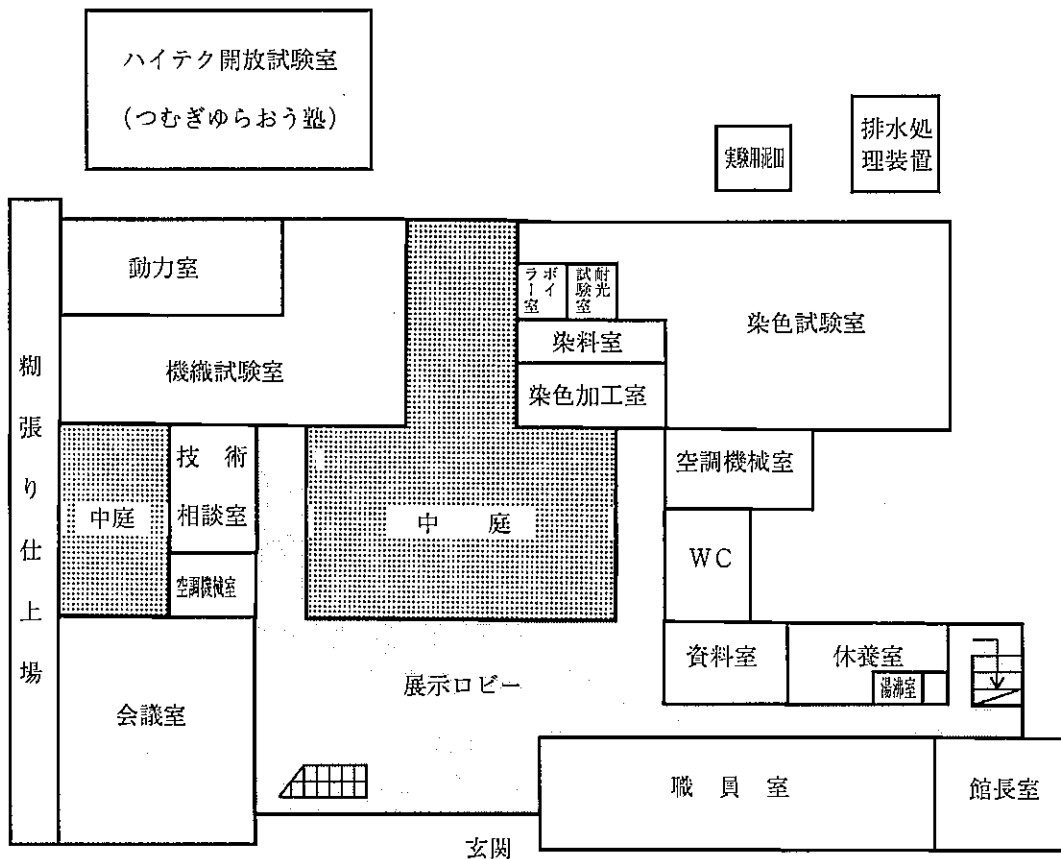 ハイテク開放試験室
(つむぎゆらおう塾)
実験用泥田
排水処
理装置
動力室
ボイ
ラー室
耐光
試験室
染色試験室
染料室
機織試験室
染色加工室
糊張り仕上場
技術
相談室
空調機械室
中庭
中庭
WC
空調機械室
資料室
休養室
湯沸室
展示ロビー
会議室
職員室
館長室
玄関